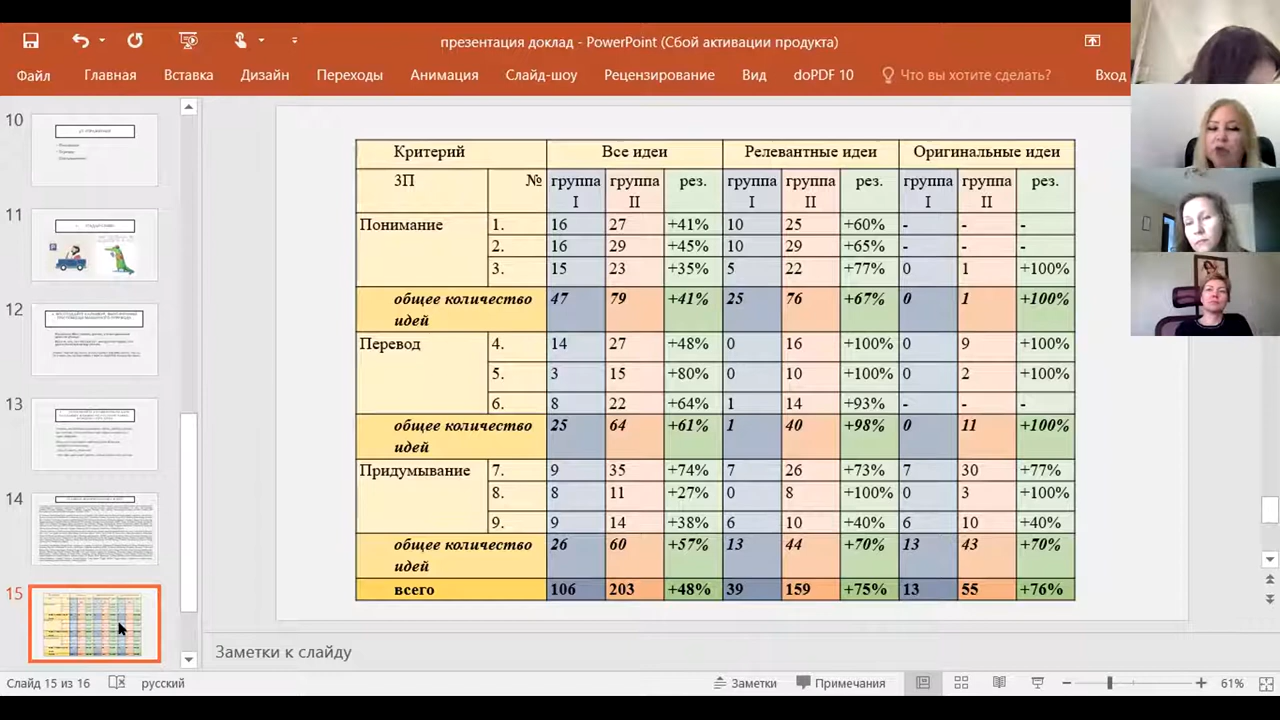 презентация доклад - PowerPoint (Сбой активации продукта)
Файл Главная Вставка Дизайн Переходы Анимация Слайд-шоу Рецензирование Вид doPDF 10 Что вы хотите сделать? Вход
10
11
12
13
14
15
Критерий Все идеи Релевантные идеи Оригинальные идеи
3П № группа I группа II рез. группа I группа II рез. группа I группа II рез.
Понимание 1. 16 27 +41% 10 25 +60% - - -
2. 16 29 +45% 10 29 +65% - - -
3. 15 23 +35% 5 22 +77% 0 1 +100%
общее количество идей 47 79 +41% 25 76 +67% 0 1 +100%
Перевод 4. 14 27 +48% 0 16 +100% 0 9 +100%
5. 3 15 +80% 0 10 +100% 0 2 +100%
6. 8 22 +64% 1 14 +93% - - -
общее количество идей 25 64 +61% 1 40 +98% 0 11 +100%
Придумывание 7. 9 35 +74% 7 26 +73% 7 30 +77%
8. 8 11 +27% 0 8 +100% 0 3 +100%
9. 9 14 +38% 6 10 +40% 6 10 +40%
общее количество идей 26 60 +57% 13 44 +70% 13 43 +70%
всего 106 203 +48% 39 159 +75% 13 55 +76%
Заметки к слайду
Слайд 15 из 16 русский Заметки Примечания 61%